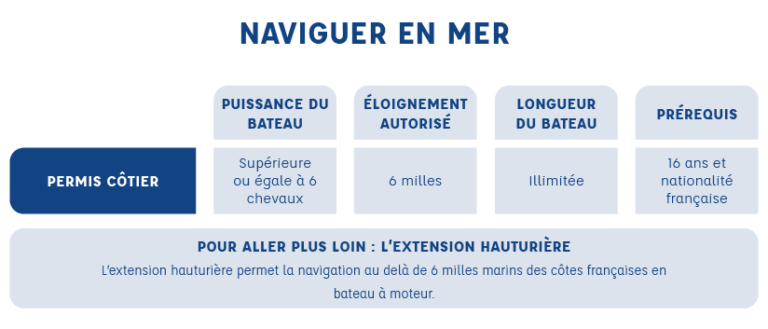 NAVIGUER EN MER
PUISSANCE DU
BATEAU
ÉLOIGNEMENT
AUTORISÉ
LONGUEUR
DU BATEAU
PRÉREQUIS
PERMIS CÔTIER
Supérieure
ou égale à 6
chevaux
6 milles
Illimitée
16 ans et
nationalité
française
POUR ALLER PLUS LOIN : L'EXTENSION HAUTURIÈRE
L'extension hauturière permet la navigation au delà de 6 milles marins des côtes françaises en
bateau à moteur.